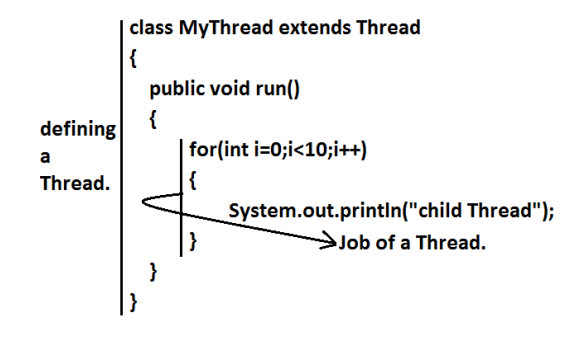 class MyThread extends Thread
{
public void run()
{
defining
a
Thread.
for(int i=0;i<10;i++)
{
System.out.println("child Thread");
}
Job of a Thread.
}
}